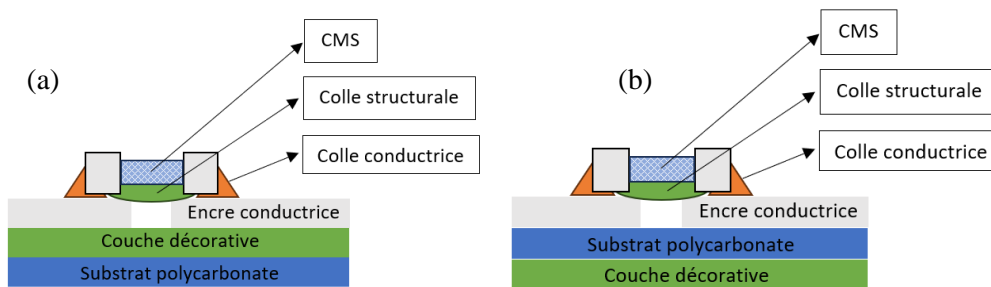 (a)
CMS
Colle structurale
Colle conductrice
Encre conductrice
Couche décorative
Substrat polycarbonate
(b)
CMS
Colle structurale
Colle conductrice
Encre conductrice
Substrat polycarbonate
Couche décorative